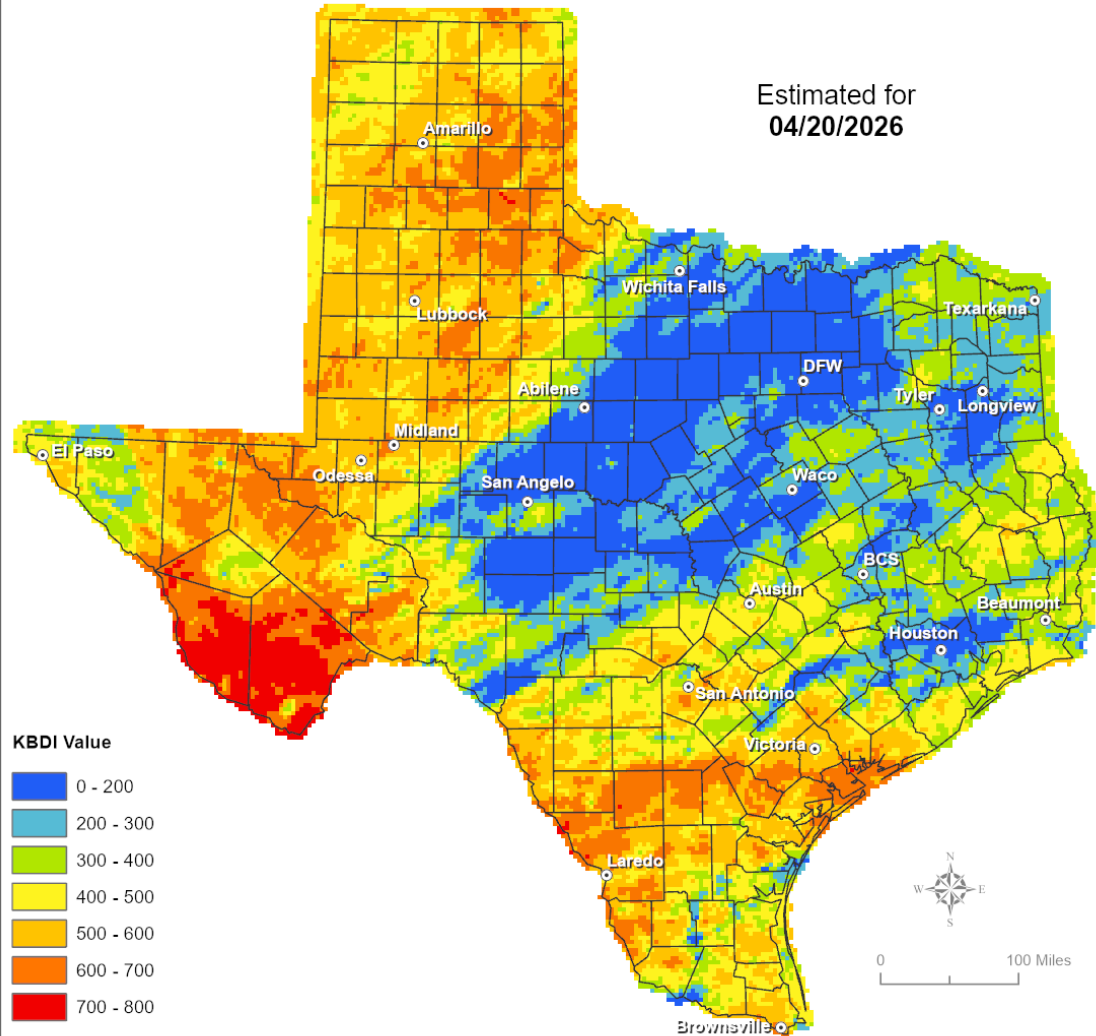 Estimated for
04/20/2026
Amarillo
Wichita Falls
Lubbock
Texarkana
DFW
Abilene
Tyler
Longview
Midland
El Paso
Odessa
San Angelo
Waco
BCS
Austin
Beaumont
Houston
San Antonio
Victoria
Laredo
Brownsville
KBDI Value
0 - 200
200 - 300
300 - 400
400 - 500
500 - 600
600 - 700
700 - 800
N
W E
S
0 100 Miles